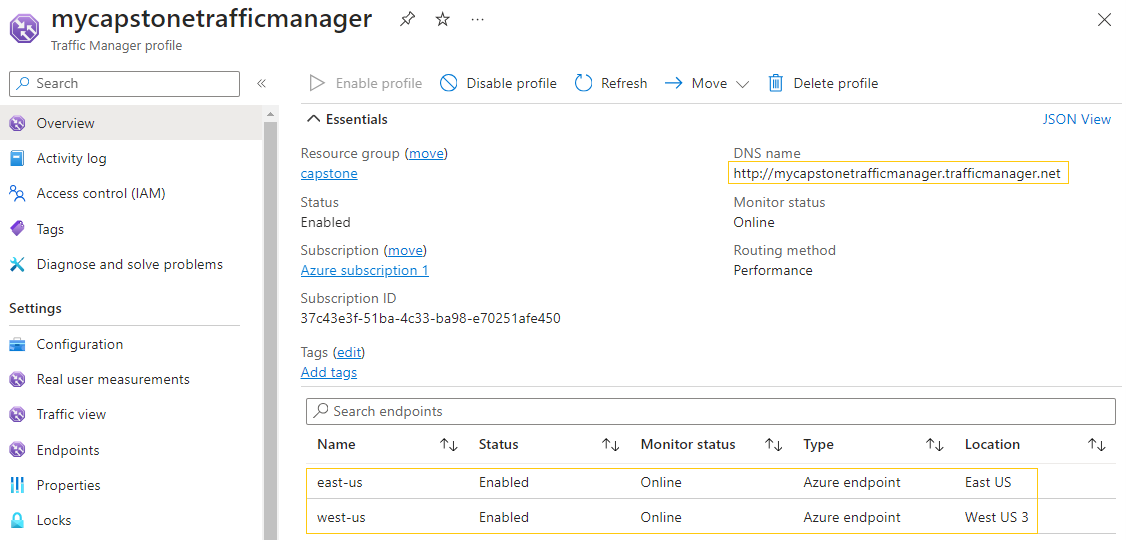 mycapstonetrafficmanager
Traffic Manager profile
Search
Overview
Activity log
Access control (IAM)
Tags
Diagnose and solve problems
Settings
Configuration
Real user measurements
Traffic view
Endpoints
Properties
Locks
Enable profile Disable profile Refresh Move Delete profile
Essentials JSON View
Resource group (move)
capstone
Status
Enabled
Subscription (move)
Azure subscription 1
Subscription ID
37c43e3f-51ba-4c33-ba98-e70251afe450
Tags (edit)
Add tags
DNS name
http://mycapstonetrafficmanager.trafficmanager.net
Monitor status
Online
Routing method
Performance
Search endpoints
Name Status Monitor status Type Location
east-us Enabled Online Azure endpoint East US
west-us Enabled Online Azure endpoint West US 3